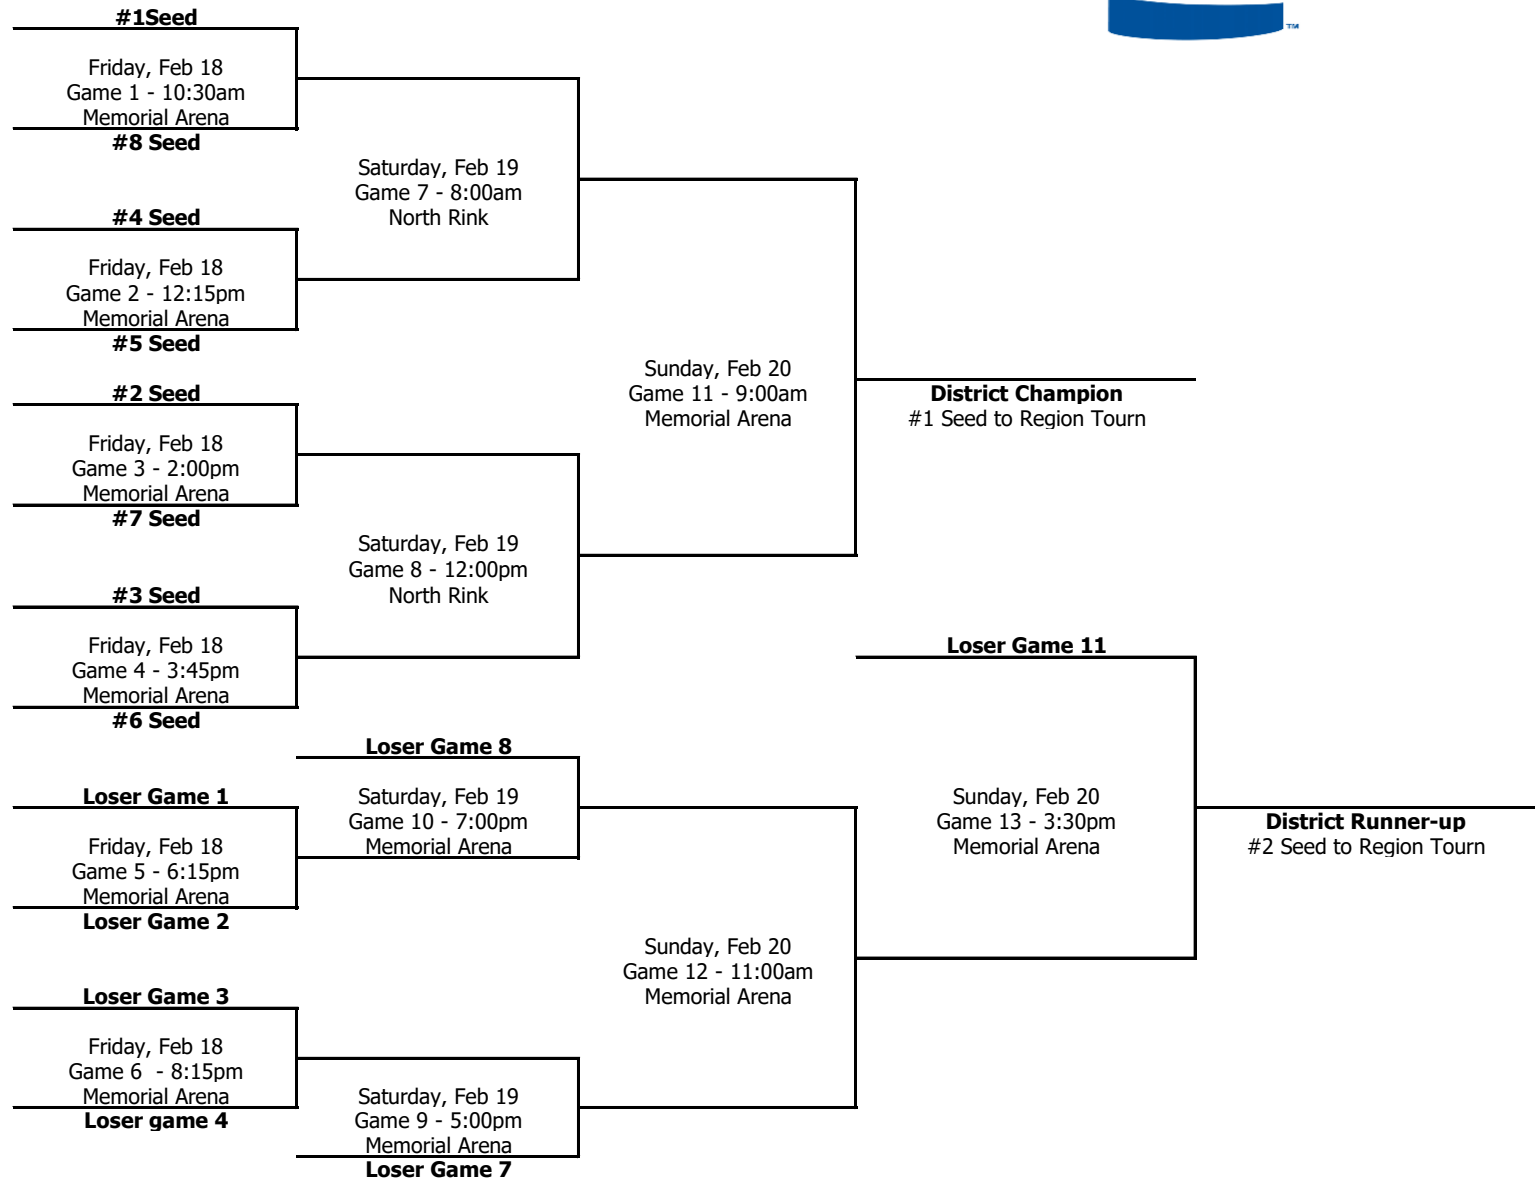 #1Seed
Friday, Feb 18
Game 1 - 10:30am
Memorial Arena
#8 Seed
Saturday, Feb 19
Game 7 - 8:00am
North Rink
#4 Seed
Friday, Feb 18
Game 2 - 12:15pm
Memorial Arena
#5 Seed
Sunday, Feb 20
Game 11 - 9:00am
Memorial Arena
District Champion
#1 Seed to Region Tourn
#2 Seed
Friday, Feb 18
Game 3 - 2:00pm
Memorial Arena
#7 Seed
Saturday, Feb 19
Game 8 - 12:00pm
North Rink
#3 Seed
Friday, Feb 18
Game 4 - 3:45pm
Memorial Arena
#6 Seed
Loser Game 11
Loser Game 8
Saturday, Feb 19
Game 10 - 7:00pm
Memorial Arena
Sunday, Feb 20
Game 13 - 3:30pm
Memorial Arena
District Runner-up
#2 Seed to Region Tourn
Loser Game 1
Friday, Feb 18
Game 5 - 6:15pm
Memorial Arena
Loser Game 2
Sunday, Feb 20
Game 12 - 11:00am
Memorial Arena
Loser Game 3
Friday, Feb 18
Game 6  - 8:15pm
Memorial Arena
Loser game 4
Saturday, Feb 19
Game 9 - 5:00pm
Memorial Arena
Loser Game 7
TM